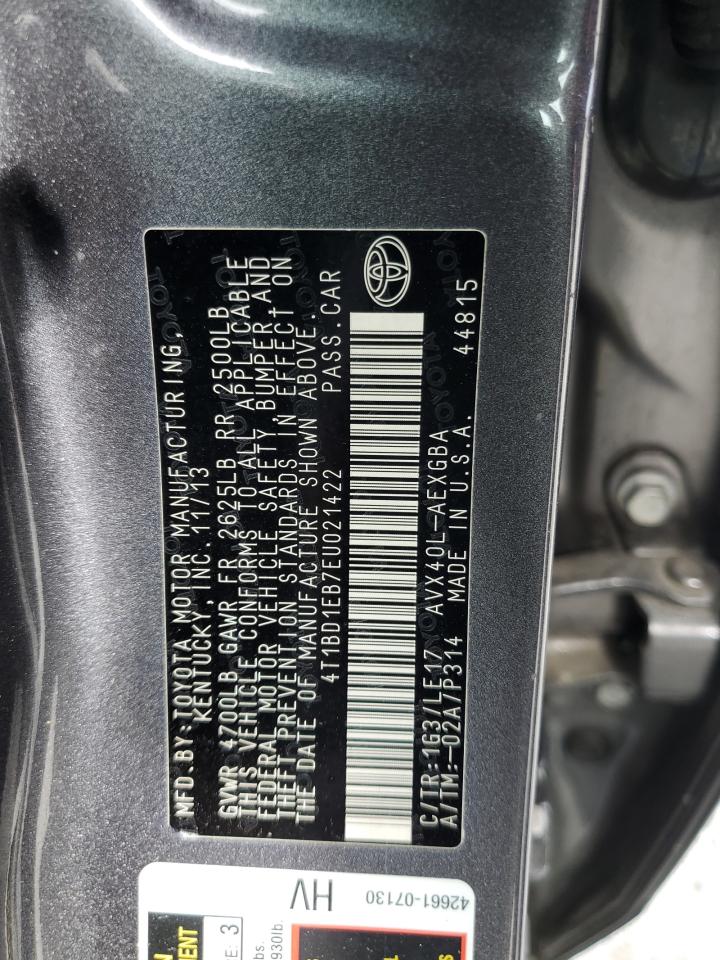 MFD.BY:TOYOTA MOTOR MANUFACTURING
KENTUCKY, INC. 11/13
GVWR 4700LB GAWR FR 2625LB RR 2500LB
THIS VEHICLE CONFORMS TO ALL APPLICABLE
FEDERAL MOTOR VEHICLE SAFETY, BUMPER, AND
THEFT PREVENTION STANDARDS IN EFFECT ON
THE DATE OF MANUFACTURE SHOWN ABOVE.
4T1BD1EB7EU021422 PASS.CAR
C/TR:1G3/LE17 AVX40L-AEXGBA
A/TM:-02A/P314 MADE IN U.S.A. 44815
HV
42661-07130
3
930lb.